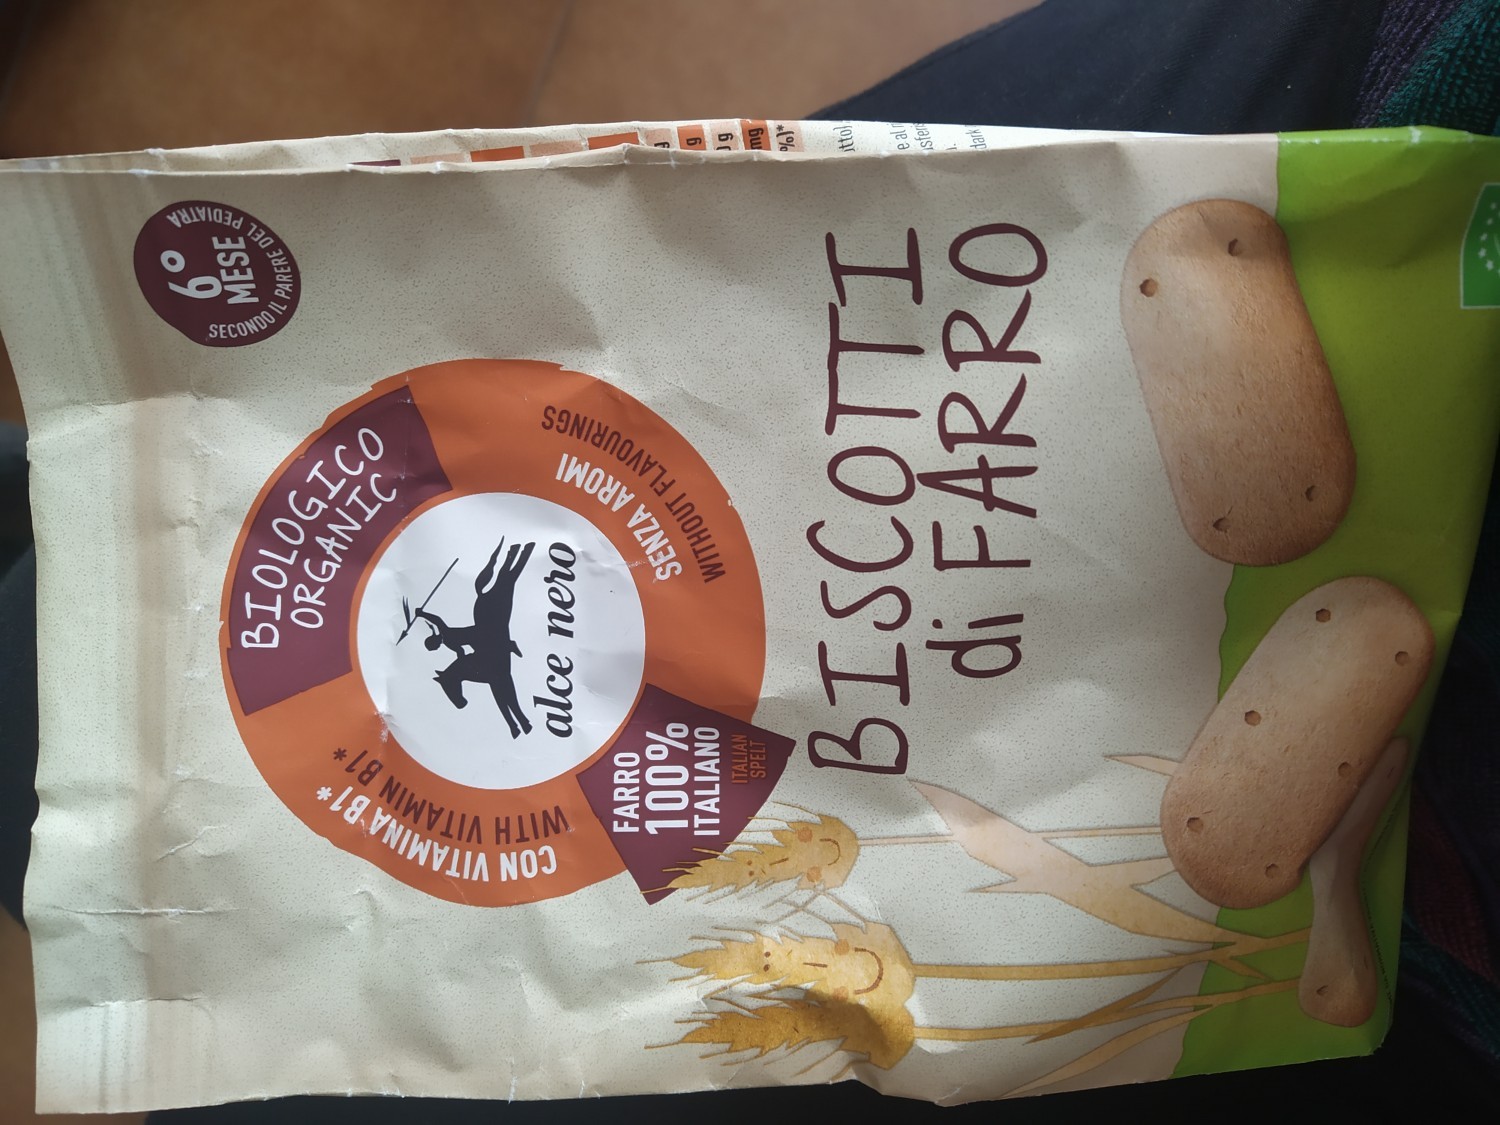 6°
MESE
SECONDO IL PARERE DEL PEDIATRA
BIOLOGICO
ORGANIC
SENZA AROMI
WITHOUT FLAVOURINGS
CON VITAMINA B1*
WITH VITAMIN B1*
alce nero
FARRO
100%
ITALIANO
ITALIAN
SPELT
BISCOTTI
di FARRO
g
g
g
mg
%)*